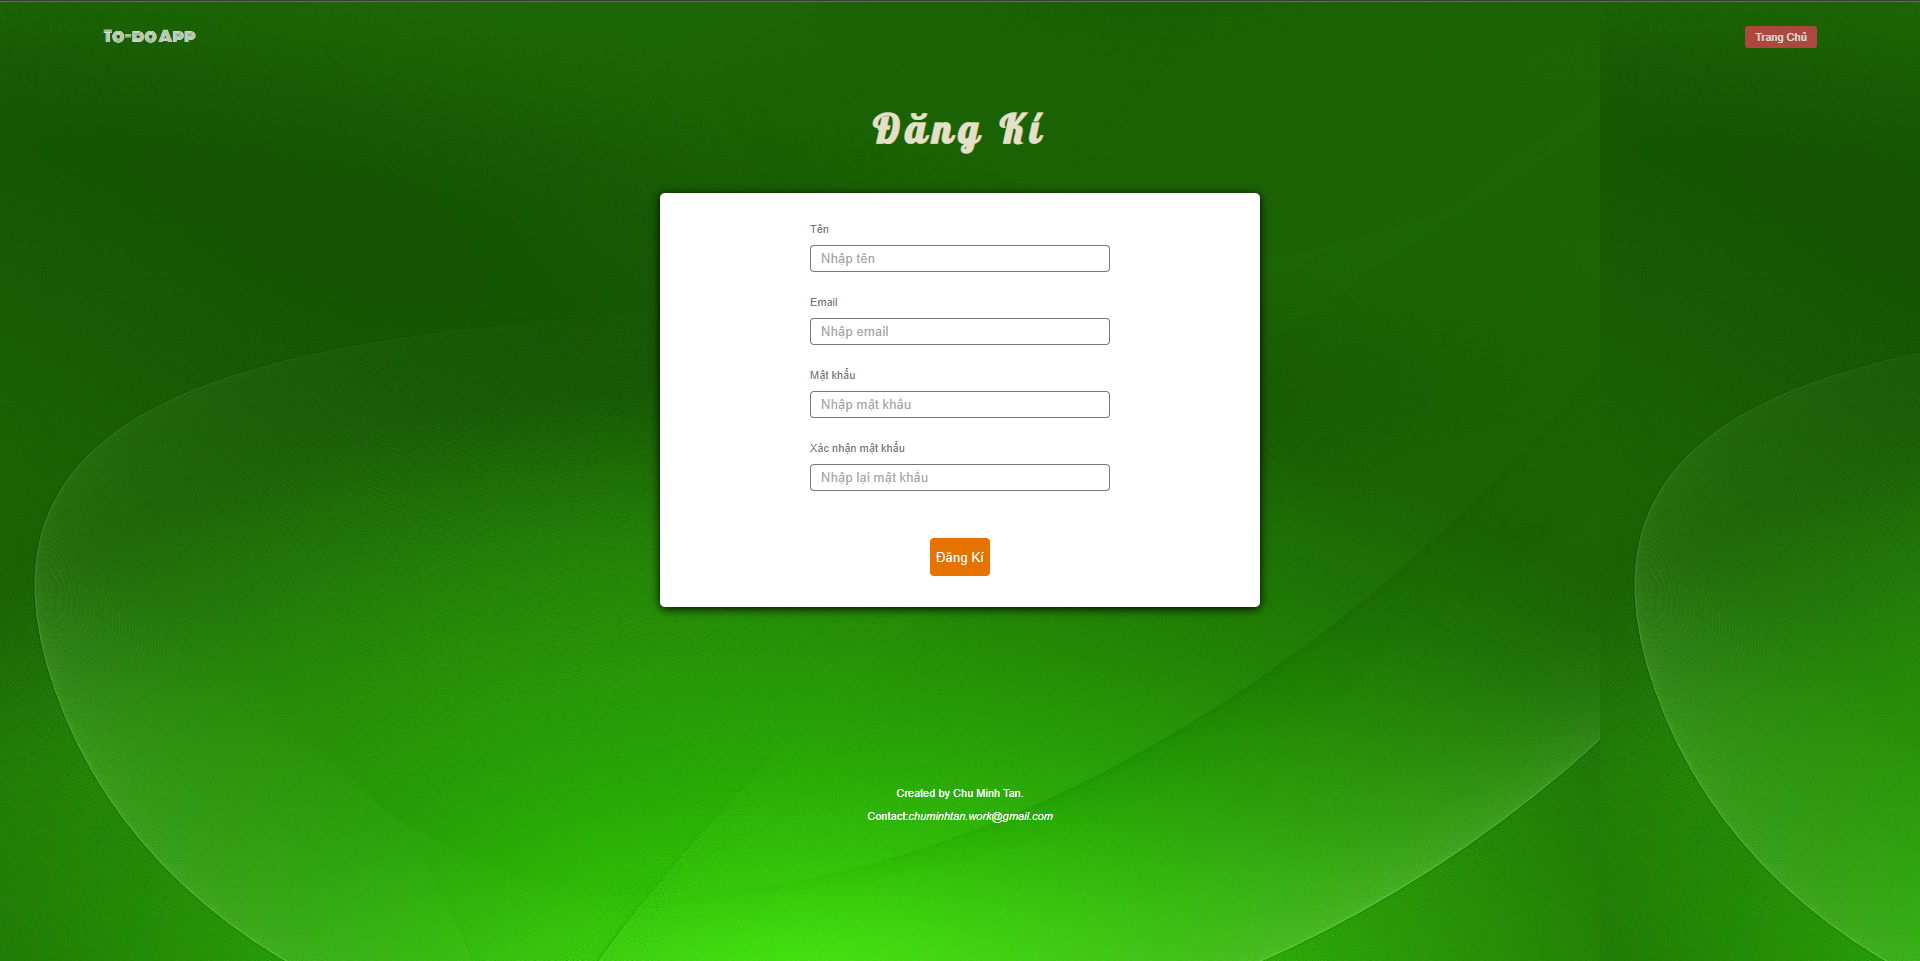 To-Do App
Trang Chủ
Đăng Kí
Tên
Nhập tên
Email
Nhập email
Mật khẩu
Nhập mật khẩu
Xác nhận mật khẩu
Nhập lại mật khẩu
Đăng Kí
Created by Chu Minh Tan.
Contact:chuminhtan.work@gmail.com